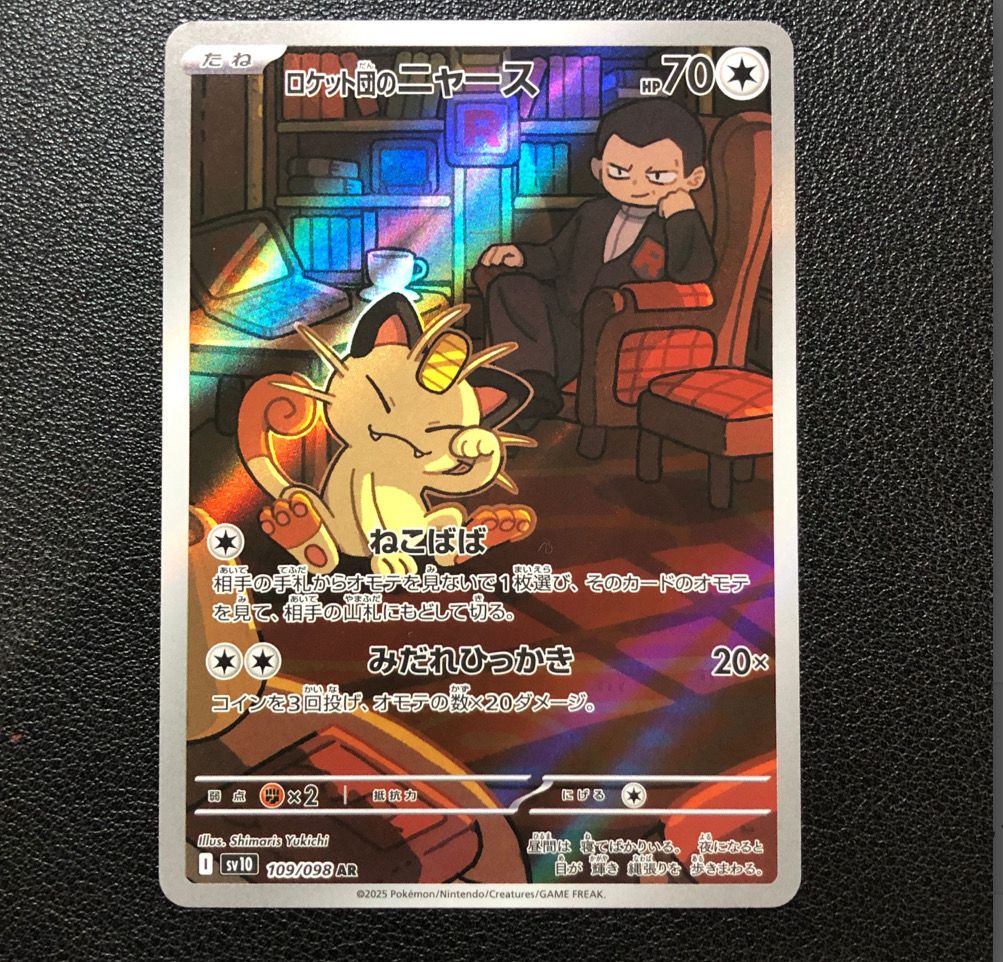 たね
ロケット団のニャース
HP70
R
R
ねこばば
相手の手札からオモテを見ないで1枚選び、そのカードのオモテ
を見て、相手の山札にもどして切る。
みだれひっかき 20×
コインを3回投げ、オモテの数×20ダメージ。
弱点 ×2 抵抗力 にげる
Illus. Shimaris Yukichi
昼間は 寝てばかりいる。 夜になると
目が 輝き 縄張りを 歩きまわる。
I sv10 109/098 AR
©2025 Pokémon/Nintendo/Creatures/GAME FREAK.